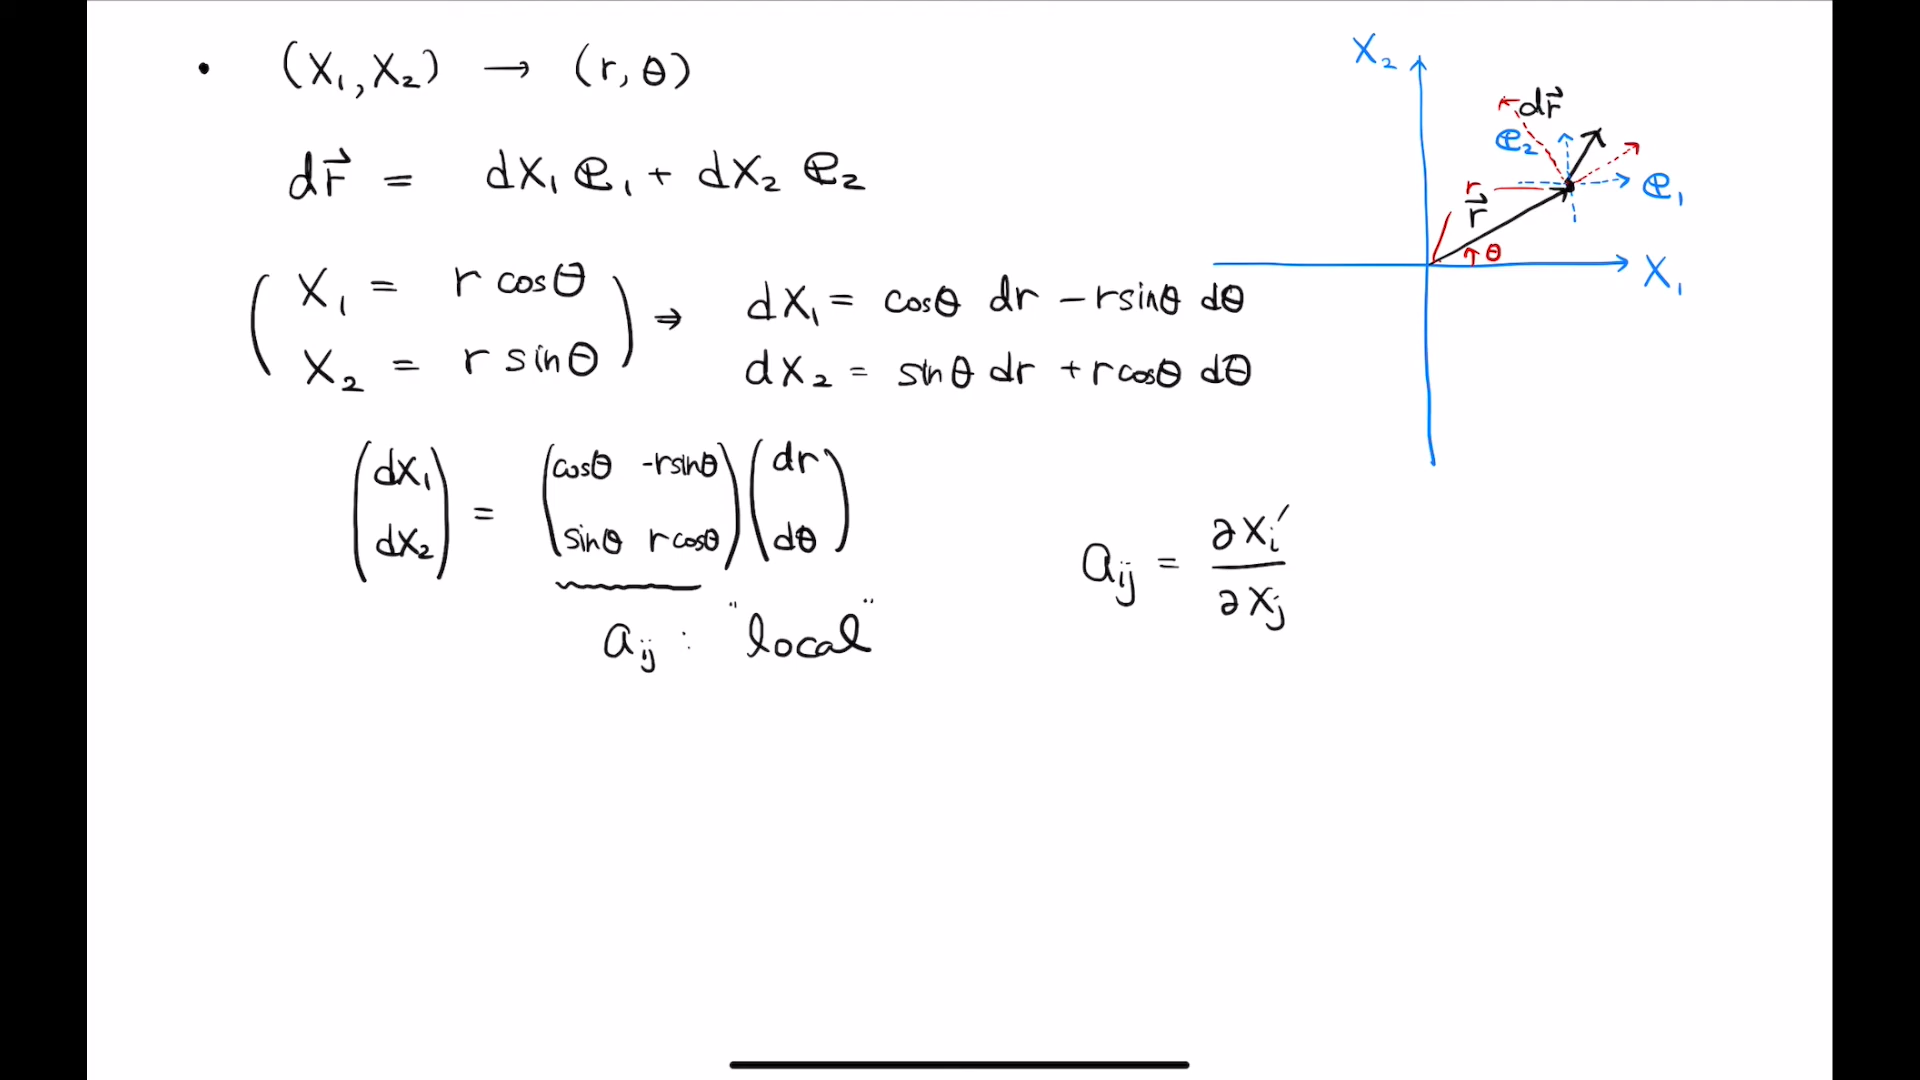 • (X₁, X₂) → (r, θ)
dr⃗ = dX₁ e₁ + dX₂ e₂
( X₁ = r cosθ
X₂ = r sinθ ) ⇒ dX₁ = cosθ dr − r sinθ dθ
dX₂ = sinθ dr + r cosθ dθ
(dX₁
dX₂) = (cosθ -rsinθ
sinθ r cosθ) (dr
dθ)
aᵢⱼ : "local"
aᵢⱼ = ∂Xᵢ′ / ∂Xⱼ
X₂
dr⃗
e₂
e₁
r
r⃗
θ
X₁